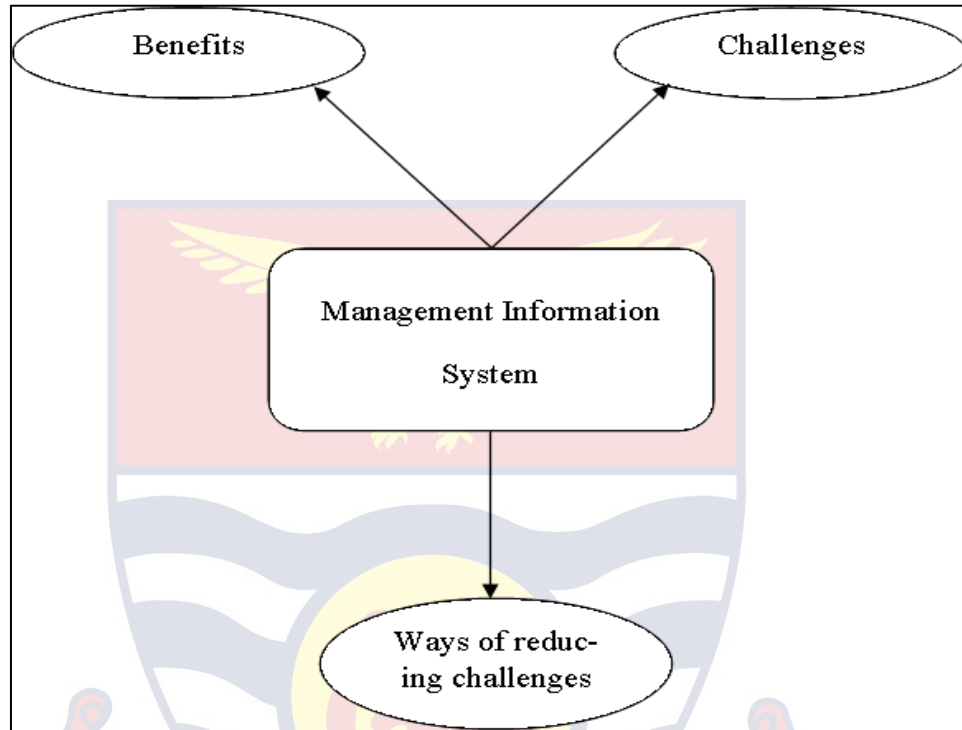 Benefits
Challenges
Management Information
System
Ways of reduc-
ing challenges